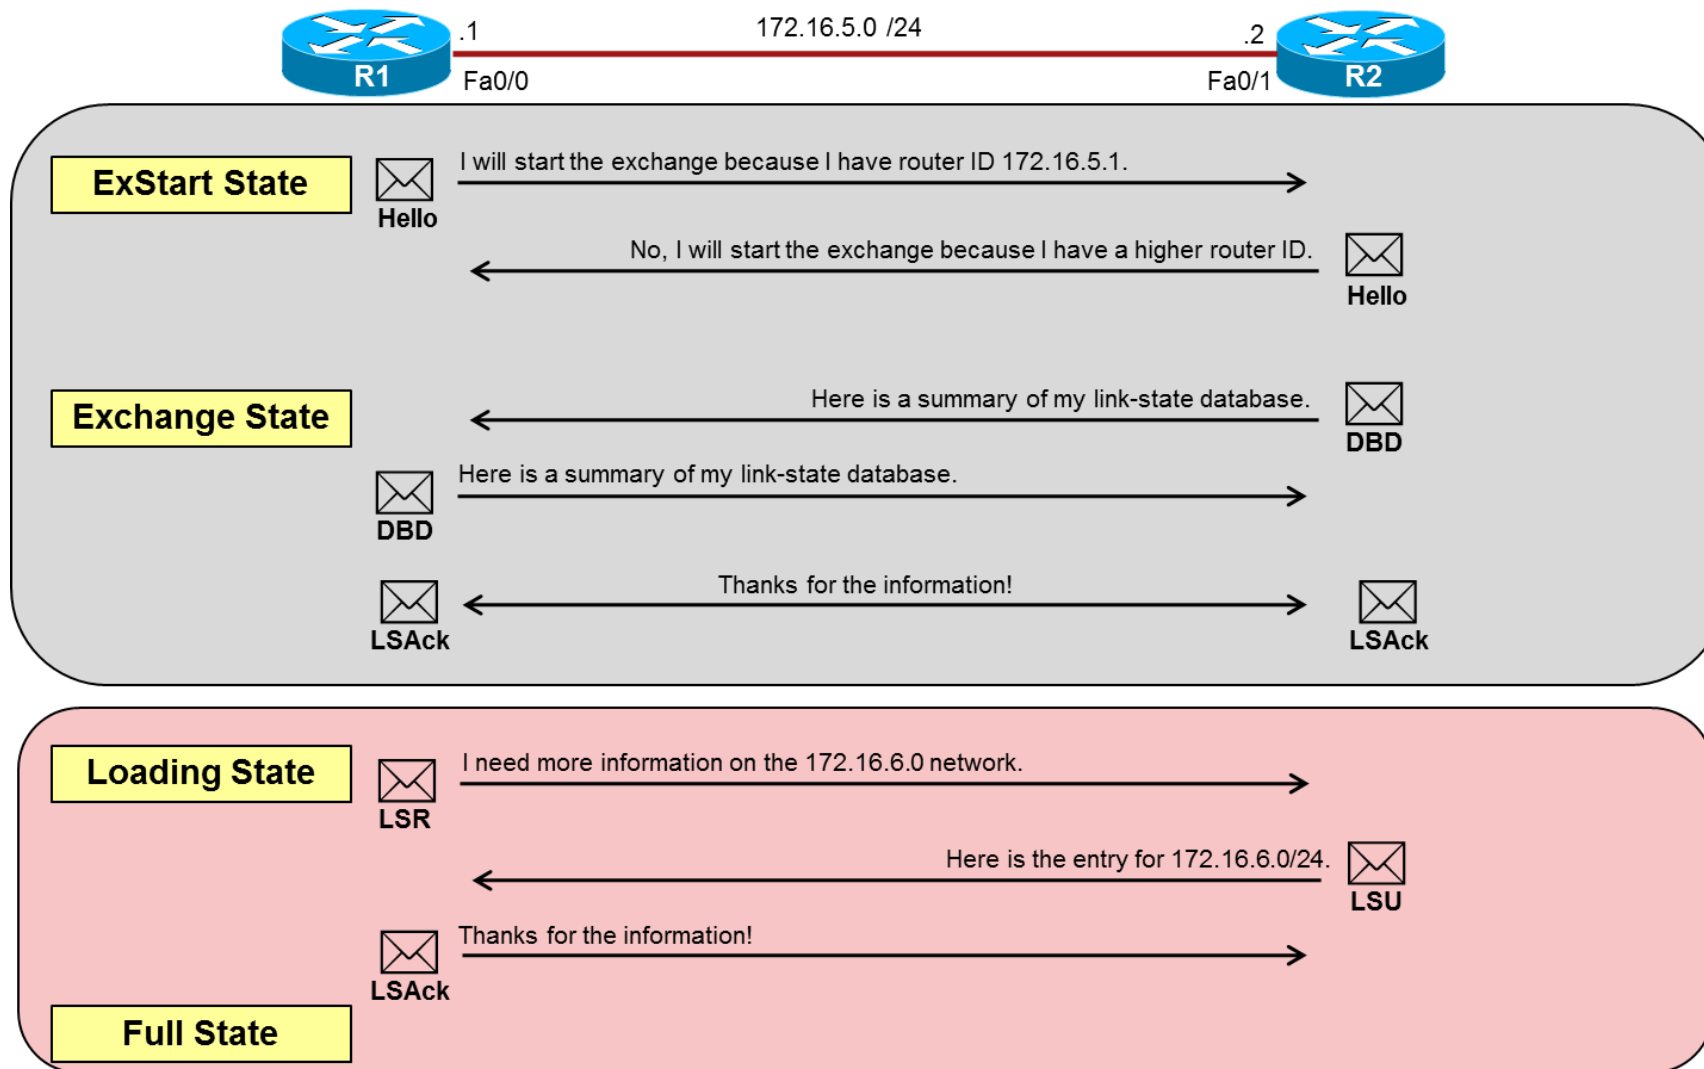 .1
172.16.5.0 /24
.2
R1
R2
Fa0/0
Fa0/1
ExStart State
I will start the exchange because I have router ID 172.16.5.1.
Hello
No, I will start the exchange because I have a higher router ID.
Hello
Exchange State
Here is a summary of my link-state database.
DBD
Here is a summary of my link-state database.
DBD
Thanks for the information!
LSAck
LSAck
Loading State
I need more information on the 172.16.6.0 network.
LSR
Here is the entry for 172.16.6.0/24.
LSU
Thanks for the information!
LSAck
Full State